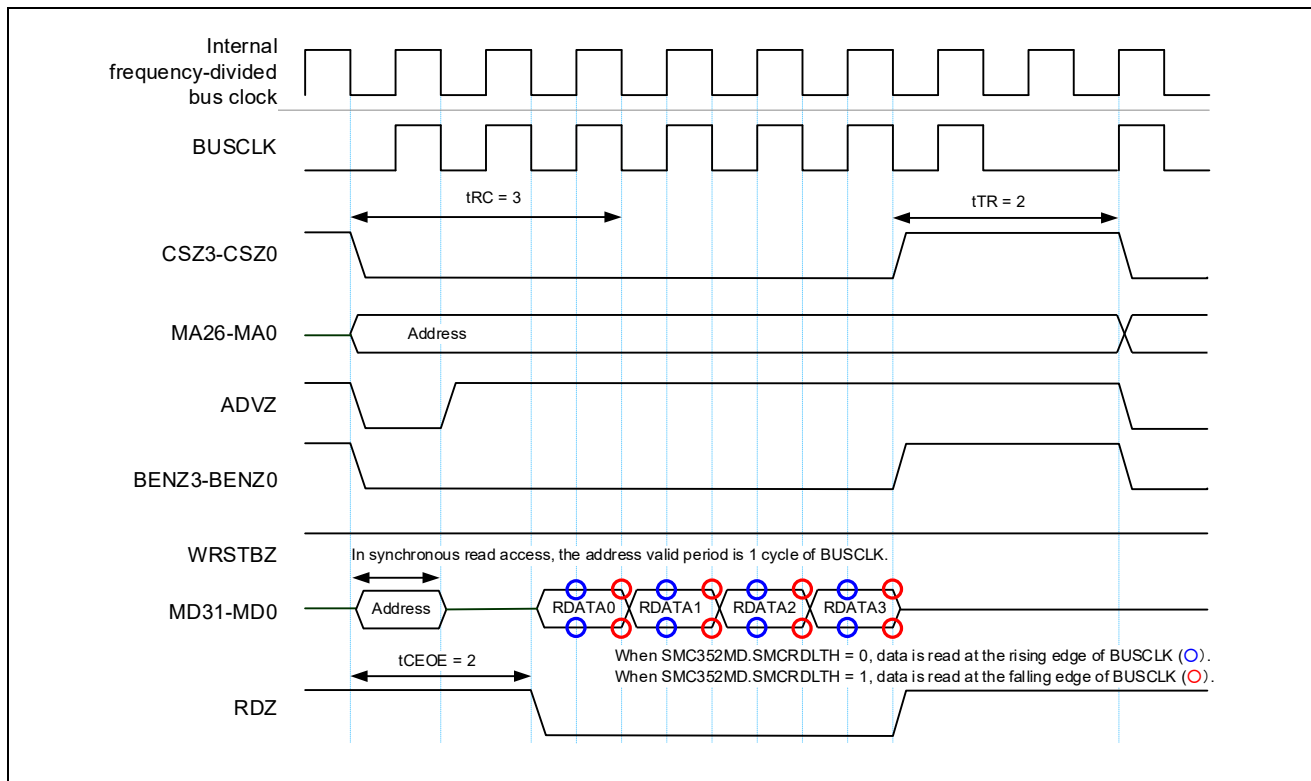 Internal
frequency-divided
bus clock
BUSCLK
tRC = 3
tTR = 2
CSZ3-CSZ0
MA26-MA0
Address
ADVZ
BENZ3-BENZ0
WRSTBZ
In synchronous read access, the address valid period is 1 cycle of BUSCLK.
MD31-MD0
Address
RDATA0
RDATA1
RDATA2
RDATA3
When SMC352MD.SMCRDLTH = 0, data is read at the rising edge of BUSCLK (○).
When SMC352MD.SMCRDLTH = 1, data is read at the falling edge of BUSCLK (○).
tCEOE = 2
RDZ